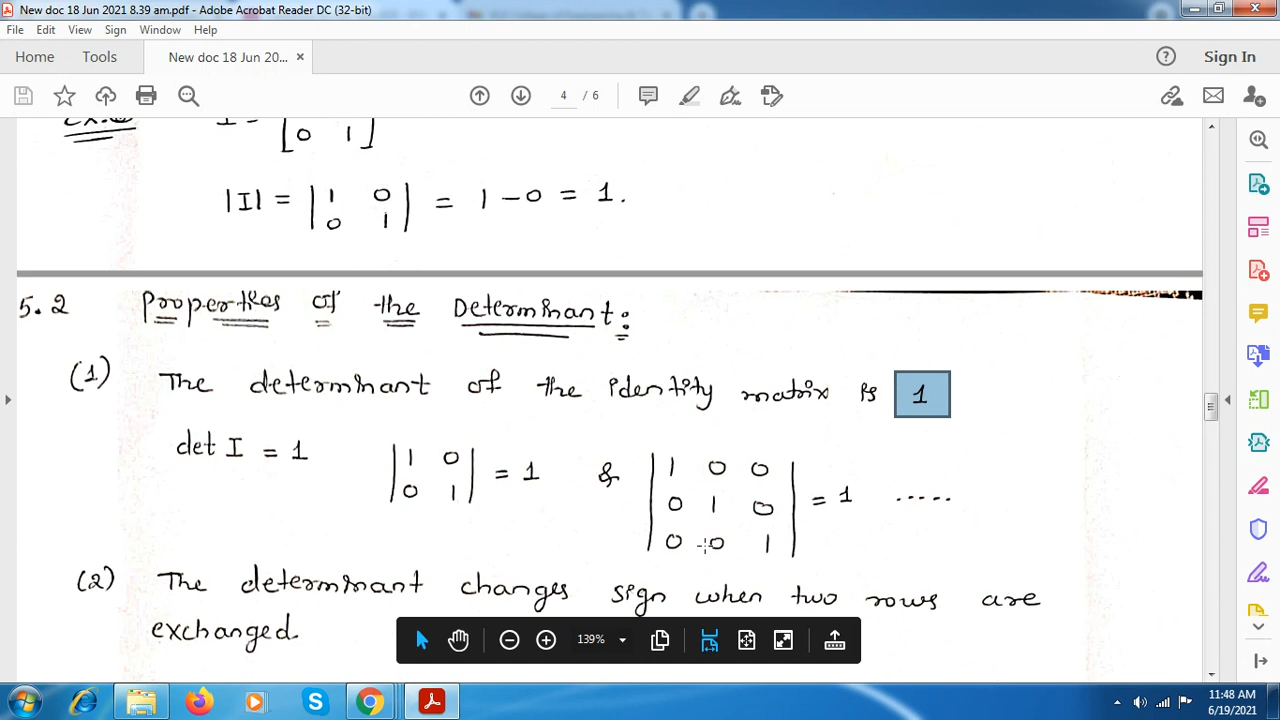 New doc 18 Jun 2021 8.39 am.pdf - Adobe Acrobat Reader DC (32-bit)
File Edit View Sign Window Help
Home Tools New doc 18 Jun 20... × ? Sign In
4 / 6
[0 1]
|I| = |1 0| = 1 - 0 = 1.
|0 1|
5.2 Properties of the Determinant:
(1) The determinant of the identity matrix is 1
det I = 1 |1 0| = 1 & |1 0 0| = 1 .....
|0 1| |0 1 0|
|0 0 1|
(2) The determinant changes sign when two rows are
exchanged.
139%
11:48 AM
6/19/2021